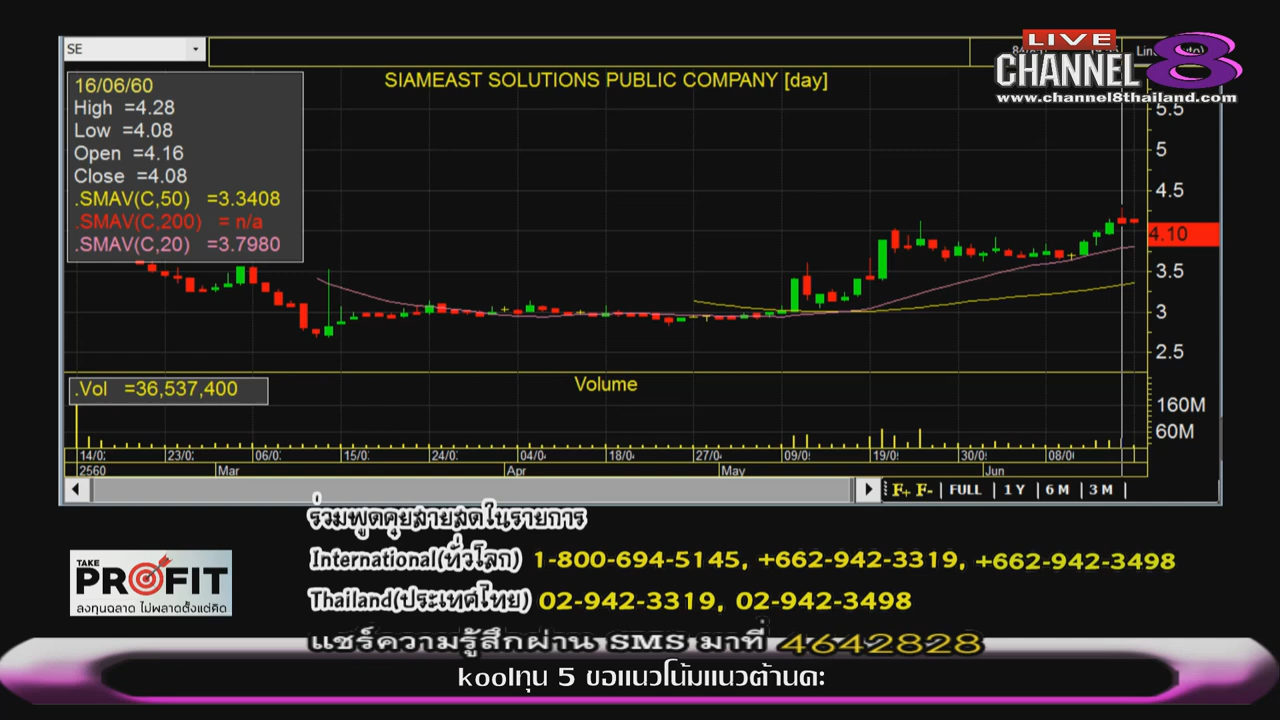 SE
LIVE
CHANNEL 8
www.channel8thailand.com
SIAMEAST SOLUTIONS PUBLIC COMPANY [day]
16/06/60
High =4.28
Low =4.08
Open =4.16
Close =4.08
.SMAV(C,50) =3.3408
.SMAV(C,200) = n/a
.SMAV(C,20) =3.7980
5.5
5
4.5
4.10
3.5
3
2.5
.Vol =36,537,400
Volume
160M
60M
14/0 23/0 06/0 15/0 24/0 04/0 18/0 27/0 09/0 19/0 30/0 08/0
2560 Mar Apr May Jun
F+ F- | FULL | 1 Y | 6 M | 3 M |
ร่วมพูดคุยสายสดในรายการ
International(ทั่วโลก) 1-800-694-5145, +662-942-3319, +662-942-3498
TAKE
PROFIT
ลงทุนฉลาด ไม่พลาดตั้งแต่คิด
Thailand(ประเทศไทย) 02-942-3319, 02-942-3498
แชร์ความรู้สึกผ่าน SMS มาที่ 4642828
koolทุน 5 ขอแนวโน้มแนวต้านคะ